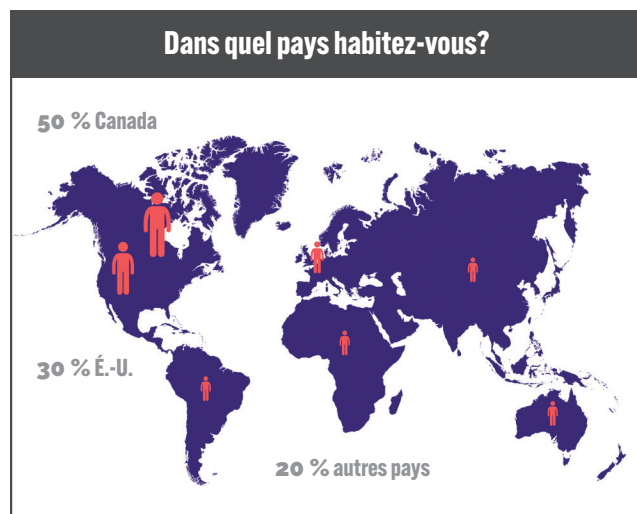 Dans quel pays habitez-vous?
50 % Canada
30 % É.-U.
20 % autres pays